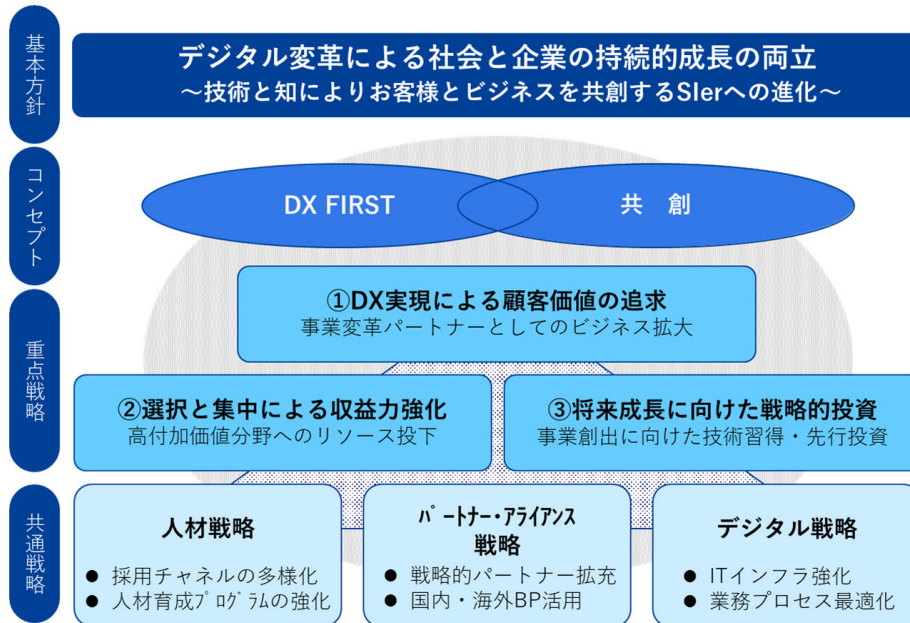 基本方針
デジタル変革による社会と企業の持続的成長の両立
～技術と知によりお客様とビジネスを共創するSIerへの進化～
コンセプト
DX FIRST
共　創
重点戦略
①DX実現による顧客価値の追求
事業変革パートナーとしてのビジネス拡大
②選択と集中による収益力強化
高付加価値分野へのリソース投下
③将来成長に向けた戦略的投資
事業創出に向けた技術習得・先行投資
共通戦略
人材戦略
● 採用チャネルの多様化
● 人材育成ﾌﾟﾛｸﾞﾗﾑの強化
ﾊﾟｰﾄﾅｰ・ｱﾗｲｱﾝｽ
戦略
● 戦略的パートナー拡充
● 国内・海外BP活用
デジタル戦略
● ITインフラ強化
● 業務プロセス最適化